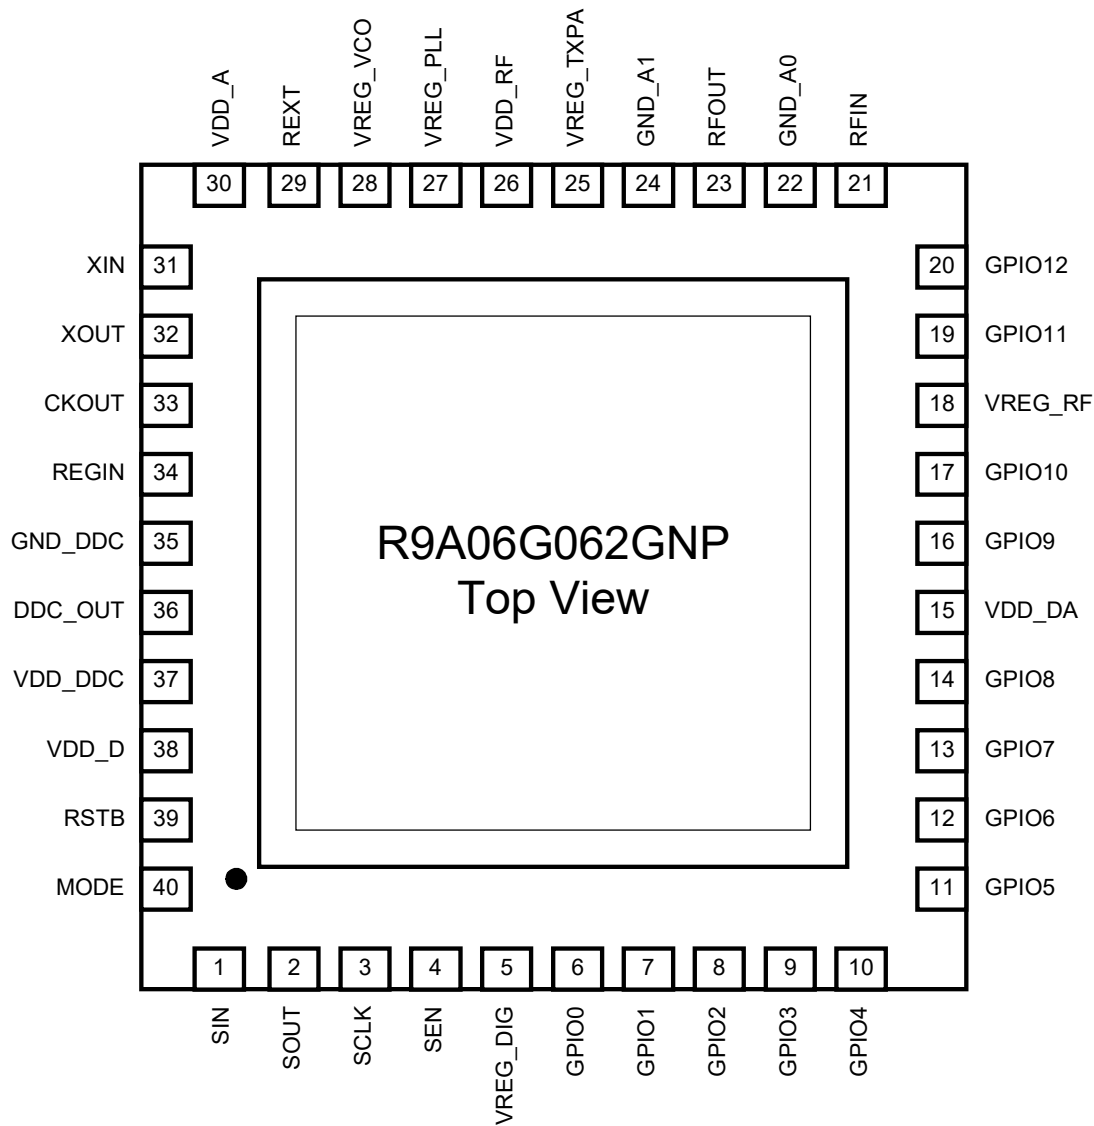 VDD_A
REXT
VREG_VCO
VREG_PLL
VDD_RF
VREG_TXPA
GND_A1
RFOUT
GND_A0
RFIN
30 29 28 27 26 25 24 23 22 21
XIN 31
XOUT 32
CKOUT 33
REGIN 34
GND_DDC 35
DDC_OUT 36
VDD_DDC 37
VDD_D 38
RSTB 39
MODE 40
R9A06G062GNP
Top View
20 GPIO12
19 GPIO11
18 VREG_RF
17 GPIO10
16 GPIO9
15 VDD_DA
14 GPIO8
13 GPIO7
12 GPIO6
11 GPIO5
1 2 3 4 5 6 7 8 9 10
SIN
SOUT
SCLK
SEN
VREG_DIG
GPIO0
GPIO1
GPIO2
GPIO3
GPIO4